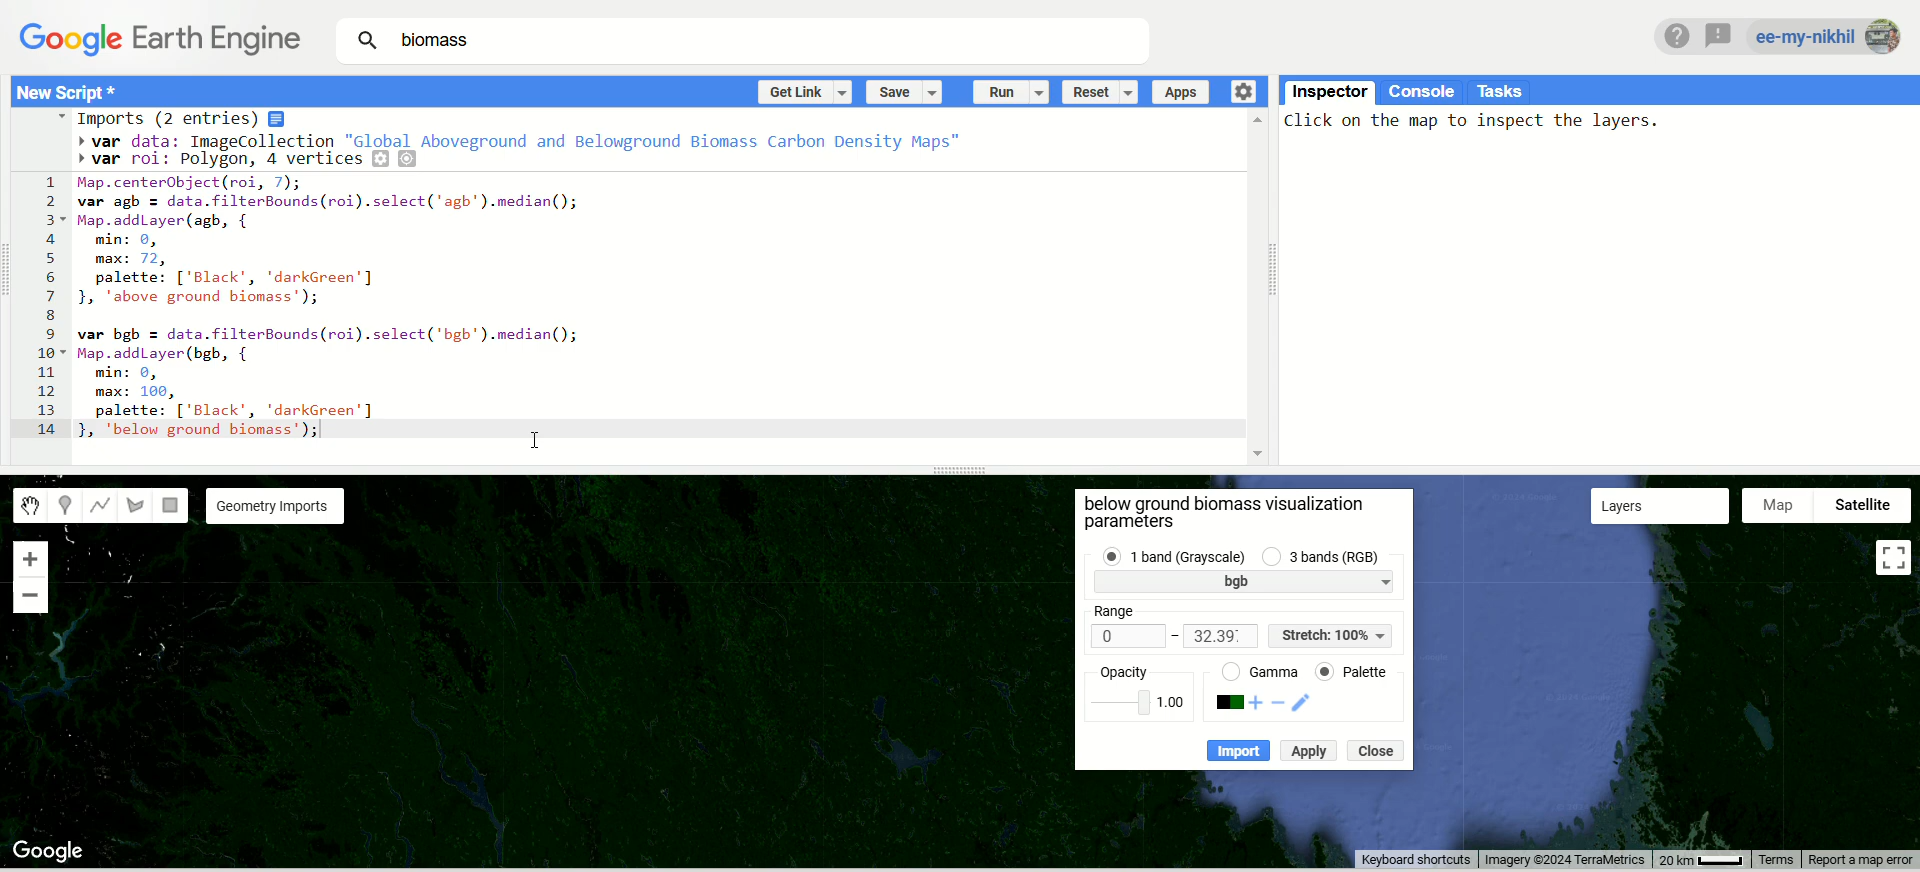 Google Earth Engine
biomass
ee-my-nikhil
New Script *
Get Link
Save
Run
Reset
Apps
Inspector
Console
Tasks
Click on the map to inspect the layers.
Imports (2 entries)
var data: ImageCollection "Global Aboveground and Belowground Biomass Carbon Density Maps"
var roi: Polygon, 4 vertices
1 Map.centerObject(roi, 7);
2 var agb = data.filterBounds(roi).select('agb').median();
3 Map.addLayer(agb, {
4 min: 0,
5 max: 72,
6 palette: ['Black', 'darkGreen']
7 }, 'above ground biomass');
8
9 var bgb = data.filterBounds(roi).select('bgb').median();
10 Map.addLayer(bgb, {
11 min: 0,
12 max: 100,
13 palette: ['Black', 'darkGreen']
14 }, 'below ground biomass');
Geometry Imports
below ground biomass visualization
parameters
1 band (Grayscale)
3 bands (RGB)
bgb
Range
0 – 32.397
Stretch: 100%
Opacity
1.00
Gamma
Palette
Import
Apply
Close
Layers
Map
Satellite
Google
Keyboard shortcuts
Imagery ©2024 TerraMetrics
20 km
Terms
Report a map error